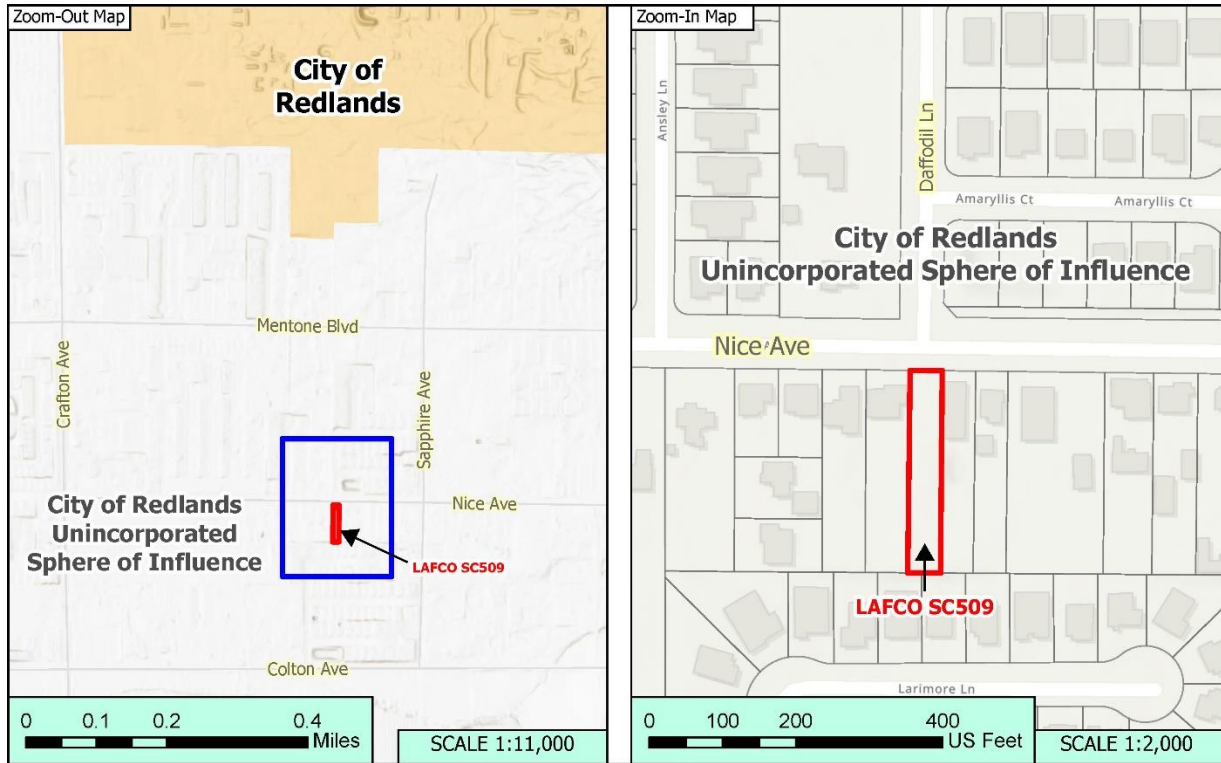 Zoom-Out Map
City of
Redlands
Mentone Blvd
Crafton Ave
Sapphire Ave
Nice Ave
City of Redlands
Unincorporated
Sphere of Influence
LAFCO SC509
Colton Ave
0 0.1 0.2 0.4
Miles
SCALE 1:11,000
Zoom-In Map
Ansley Ln
Daffodil Ln
Amaryllis Ct
Amaryllis Ct
City of Redlands
Unincorporated Sphere of Influence
Nice Ave
LAFCO SC509
Larimore Ln
0 100 200 400
US Feet
SCALE 1:2,000